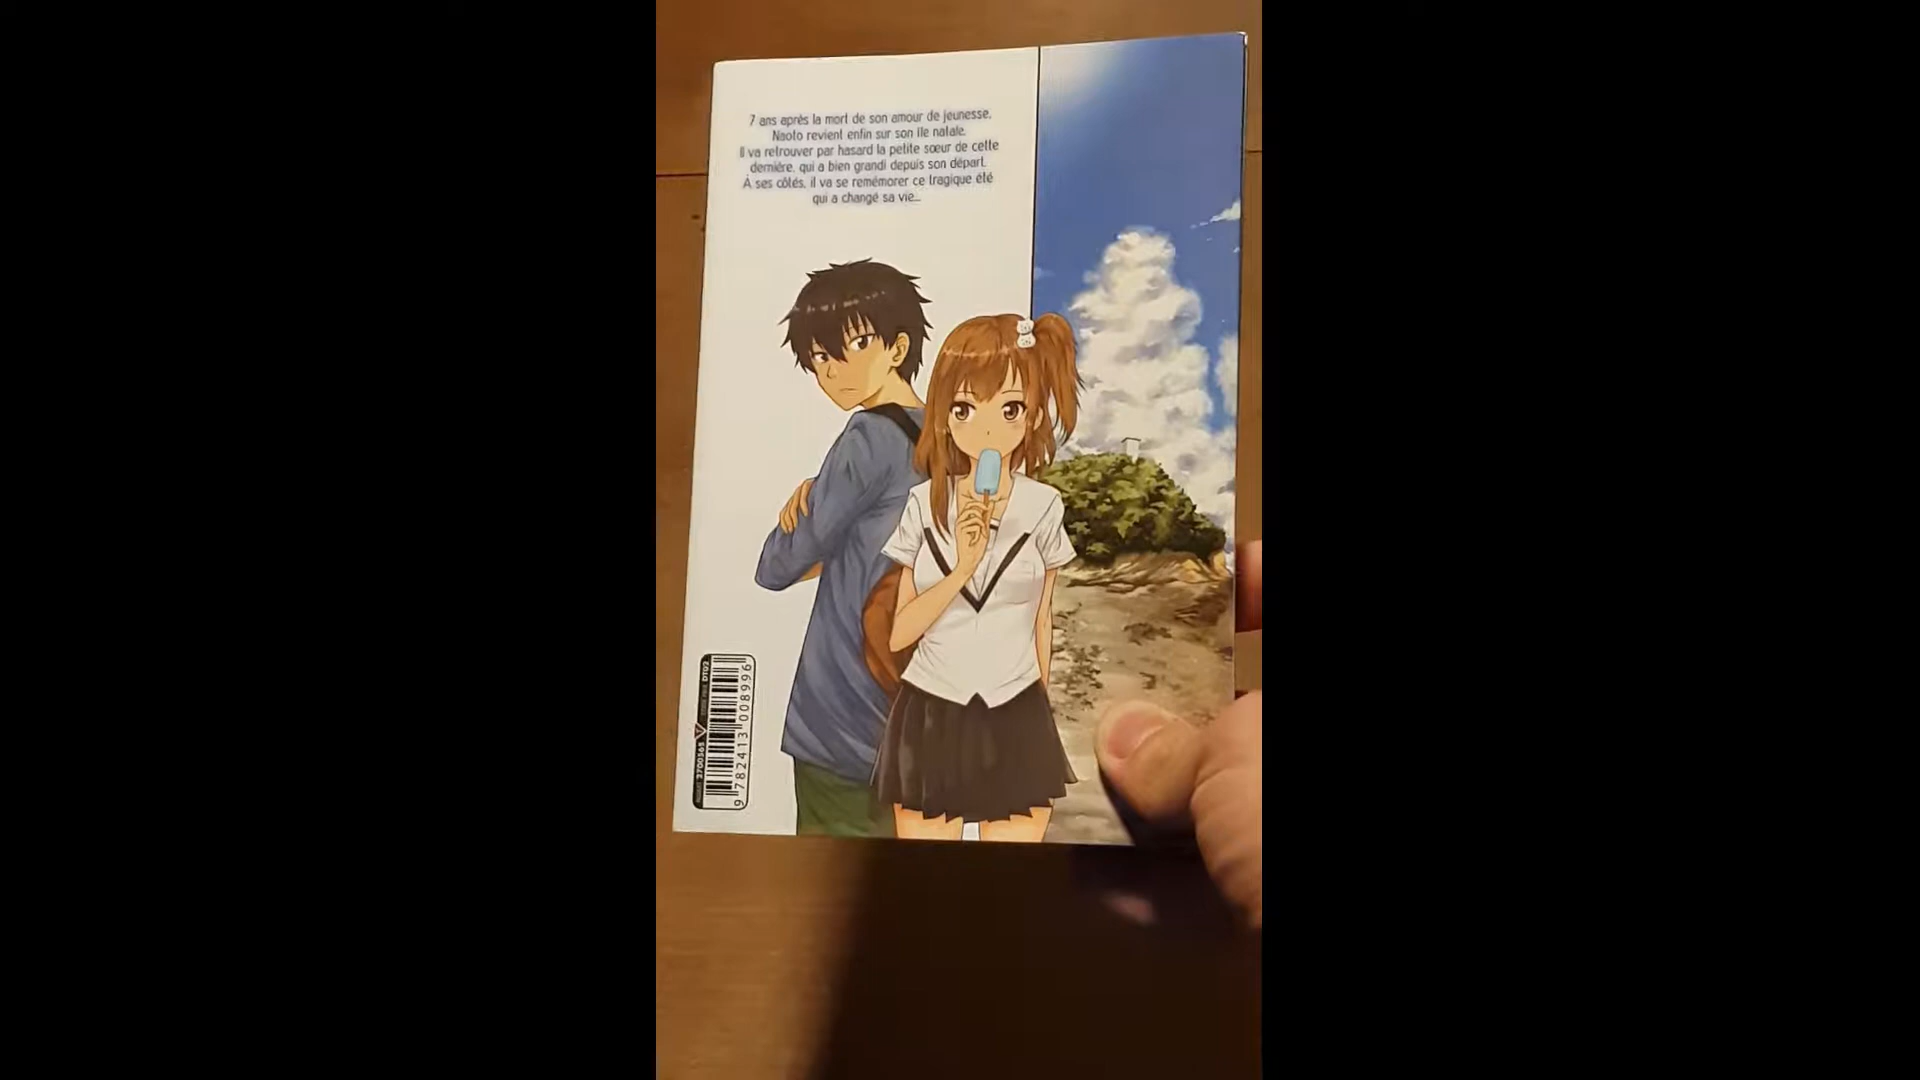 7 ans après la mort de son amour de jeunesse,
Naoto revient enfin sur son île natale.
Il va retrouver par hasard la petite sœur de cette
dernière, qui a bien grandi depuis son départ.
À ses côtés, il va se remémorer ce tragique été
qui a changé sa vie...
2700565 DT02
9 782413 008996